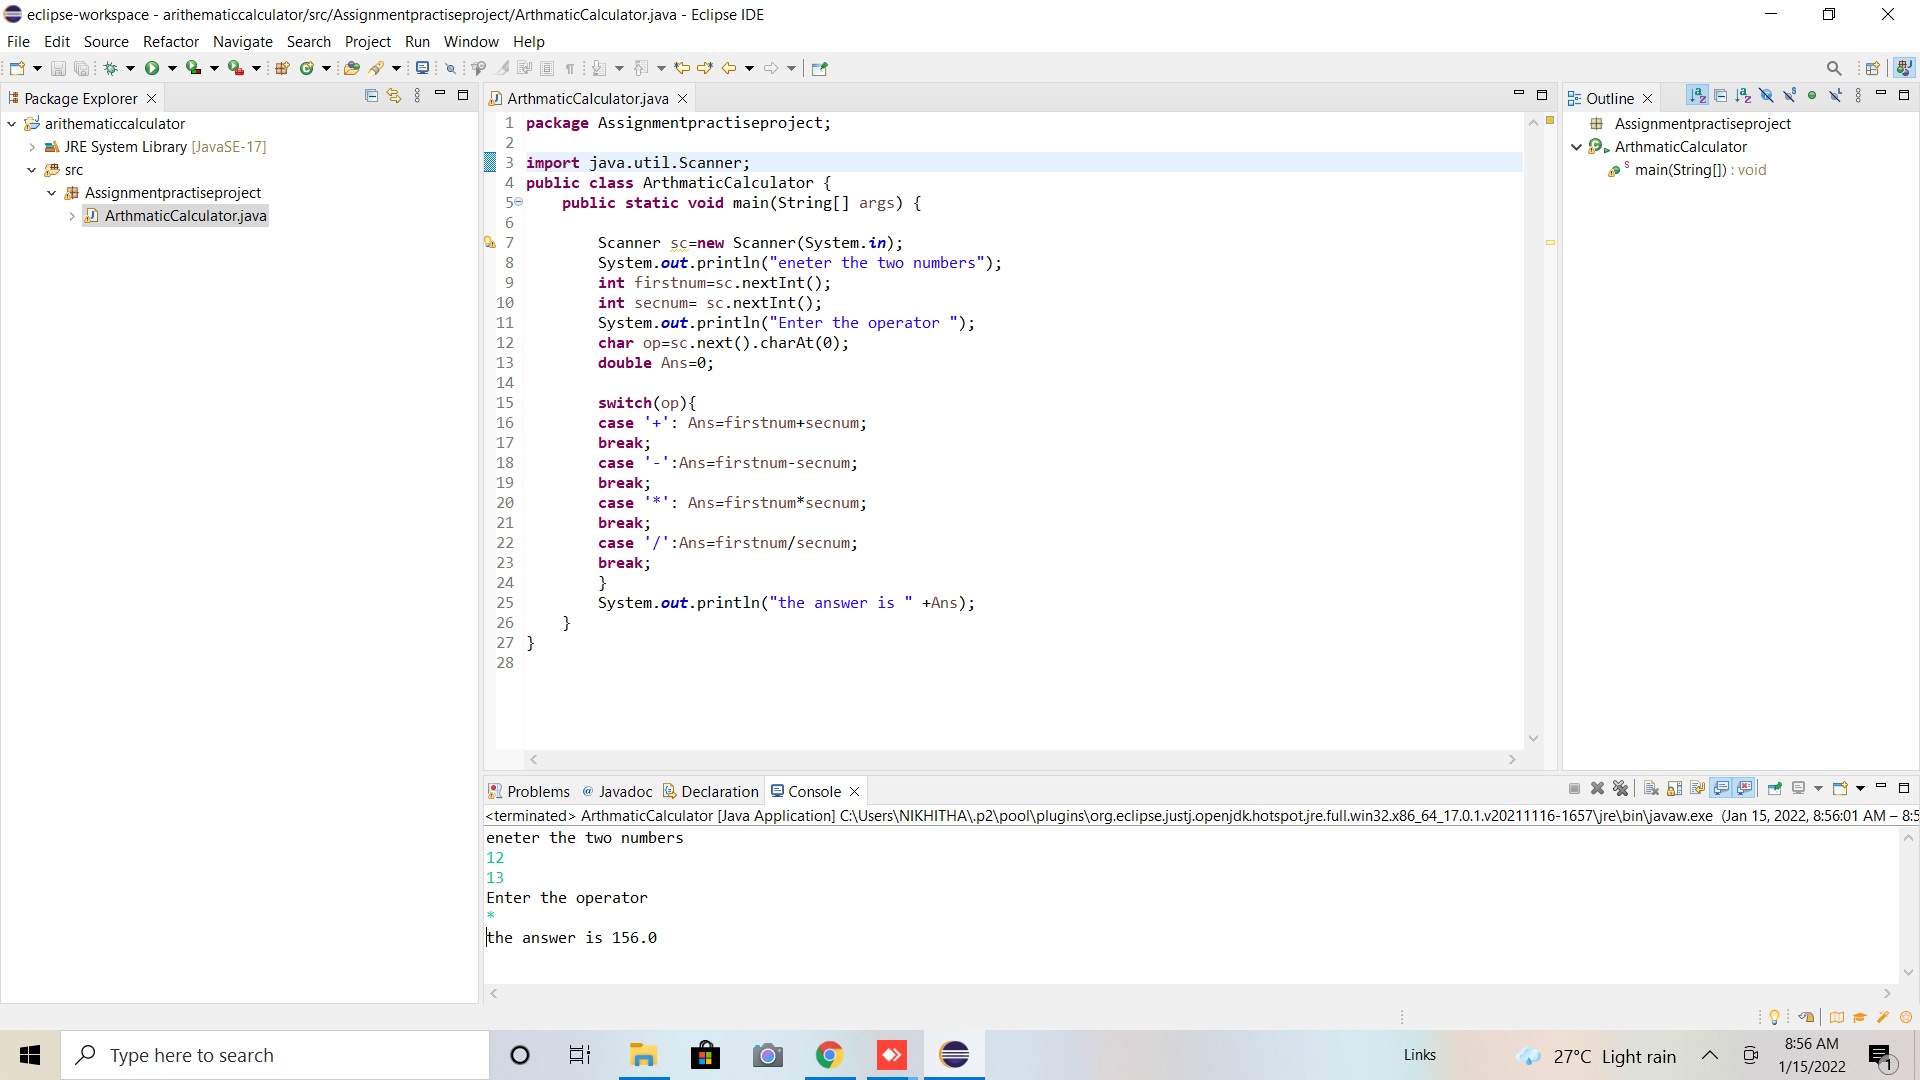 eclipse-workspace - arithematiccalculator/src/Assignmentpractiseproject/ArthmaticCalculator.java - Eclipse IDE
File Edit Source Refactor Navigate Search Project Run Window Help
Package Explorer
arithematiccalculator
JRE System Library [JavaSE-17]
src
Assignmentpractiseproject
ArthmaticCalculator.java
ArthmaticCalculator.java
1 package Assignmentpractiseproject;
2
3 import java.util.Scanner;
4 public class ArthmaticCalculator {
5 public static void main(String[] args) {
6
7 Scanner sc=new Scanner(System.in);
8 System.out.println("eneter the two numbers");
9 int firstnum=sc.nextInt();
10 int secnum= sc.nextInt();
11 System.out.println("Enter the operator ");
12 char op=sc.next().charAt(0);
13 double Ans=0;
14
15 switch(op){
16 case '+': Ans=firstnum+secnum;
17 break;
18 case '-':Ans=firstnum-secnum;
19 break;
20 case '*': Ans=firstnum*secnum;
21 break;
22 case '/':Ans=firstnum/secnum;
23 break;
24 }
25 System.out.println("the answer is " +Ans);
26 }
27 }
28
Outline
Assignmentpractiseproject
ArthmaticCalculator
main(String[]) : void
Problems @ Javadoc Declaration Console
<terminated> ArthmaticCalculator [Java Application] C:\Users\NIKHITHA\.p2\pool\plugins\org.eclipse.justj.openjdk.hotspot.jre.full.win32.x86_64_17.0.1.v20211116-1657\jre\bin\javaw.exe (Jan 15, 2022, 8:56:01 AM – 8:5
eneter the two numbers
12
13
Enter the operator
*
the answer is 156.0
Type here to search
Links
27°C Light rain
8:56 AM
1/15/2022
1